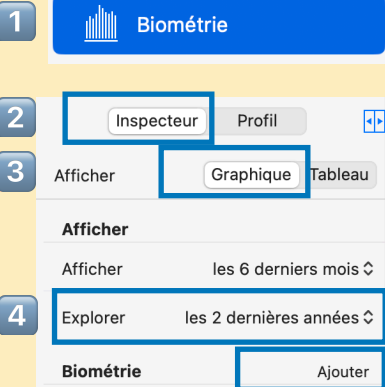 1 Biométrie
2 Inspecteur Profil
3 Afficher Graphique Tableau
Afficher
Afficher les 6 derniers mois
4 Explorer les 2 dernières années
Biométrie Ajouter